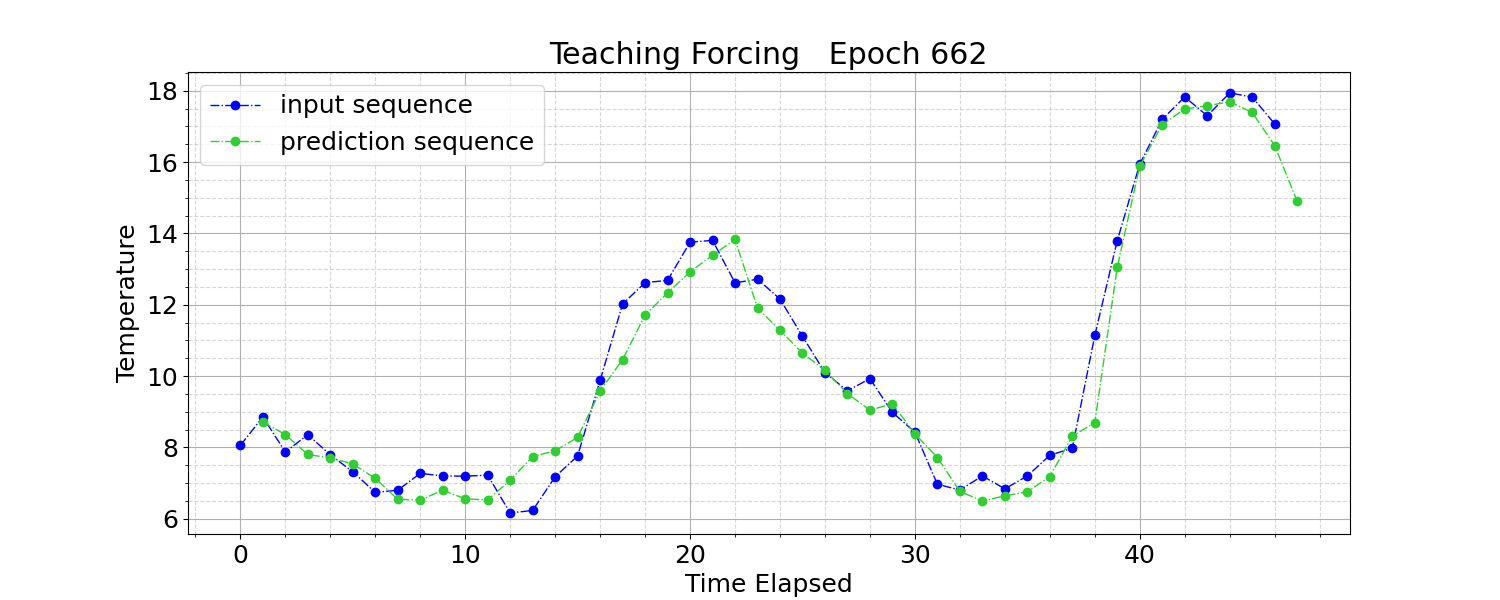 Teaching Forcing   Epoch 662
input sequence
prediction sequence
18
16
14
12
10
8
6
Temperature
0 10 20 30 40
Time Elapsed